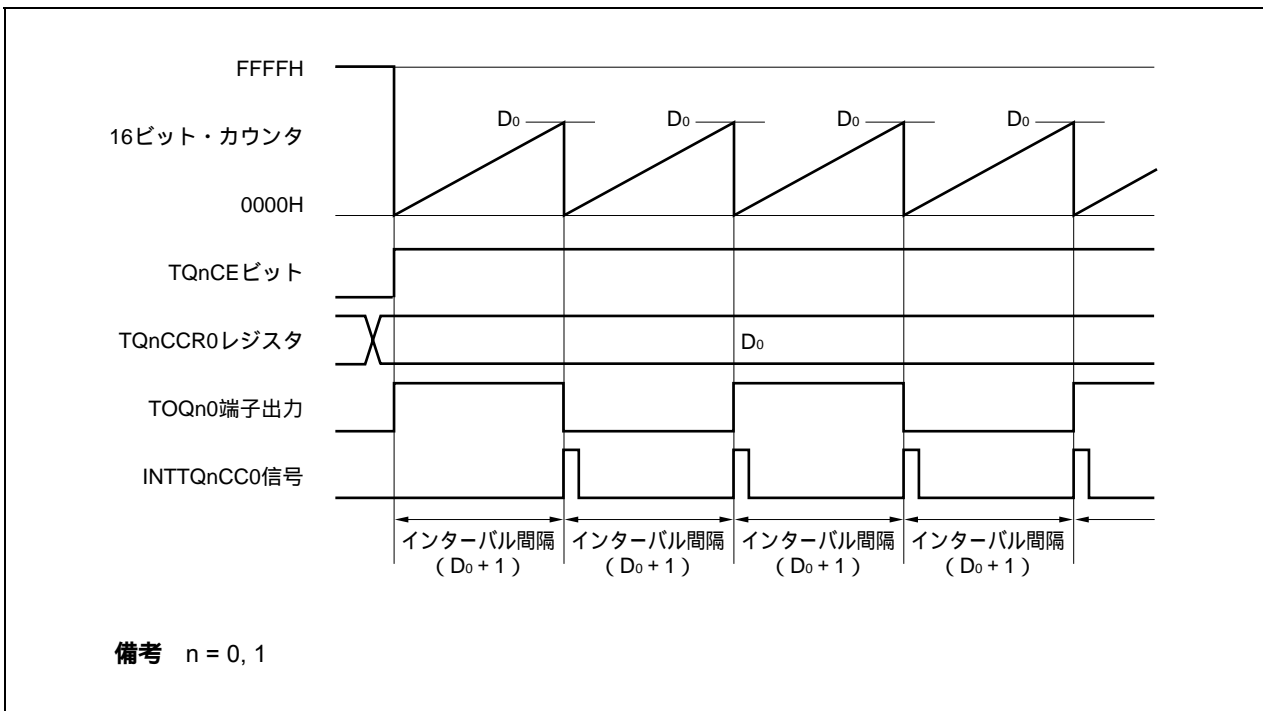 FFFFH
16ビット・カウンタ
D0 D0 D0 D0
0000H
TQnCEビット
TQnCCR0レジスタ
D0
TOQn0端子出力
INTTQnCC0信号
インターバル間隔 インターバル間隔 インターバル間隔 インターバル間隔
（D0 + 1） （D0 + 1） （D0 + 1） （D0 + 1）
備考 n = 0, 1